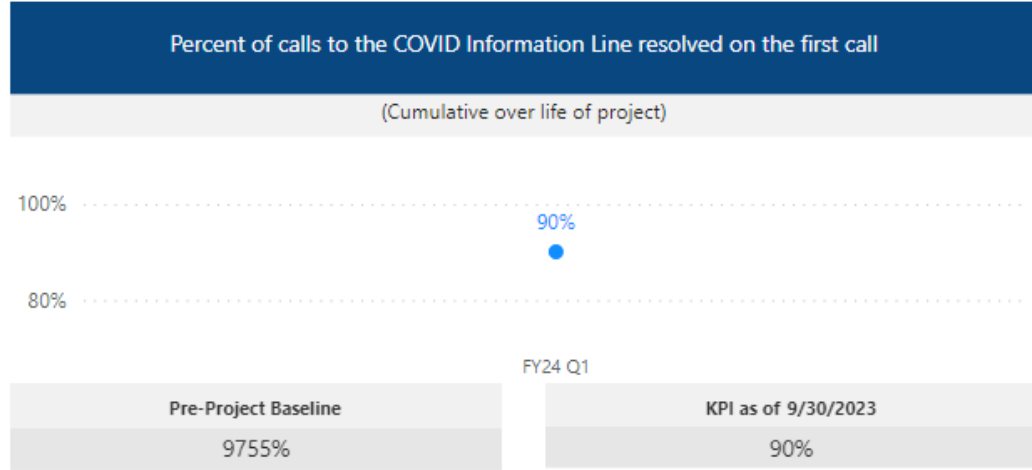 Percent of calls to the COVID Information Line resolved on the first call
(Cumulative over life of project)
100%
90%
80%
FY24 Q1
Pre-Project Baseline
KPI as of 9/30/2023
9755%
90%